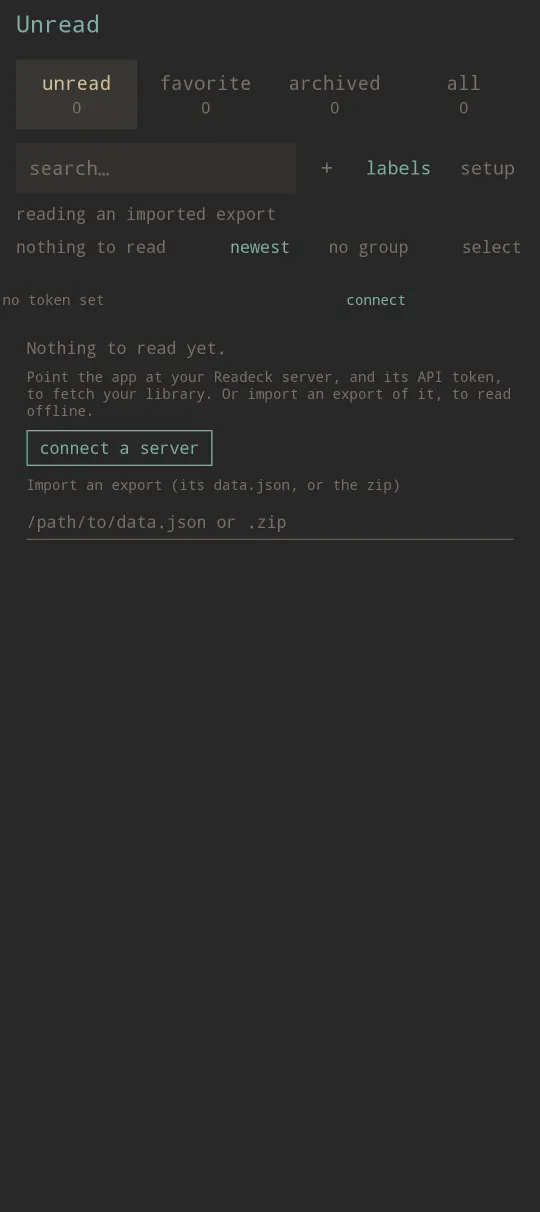 Unread
unread favorite archived all
0 0 0 0
search… + labels setup
reading an imported export
nothing to read newest no group select
no token set connect
Nothing to read yet.
Point the app at your Readeck server, and its API token,
to fetch your library. Or import an export of it, to read
offline.
connect a server
Import an export (its data.json, or the zip)
/path/to/data.json or .zip